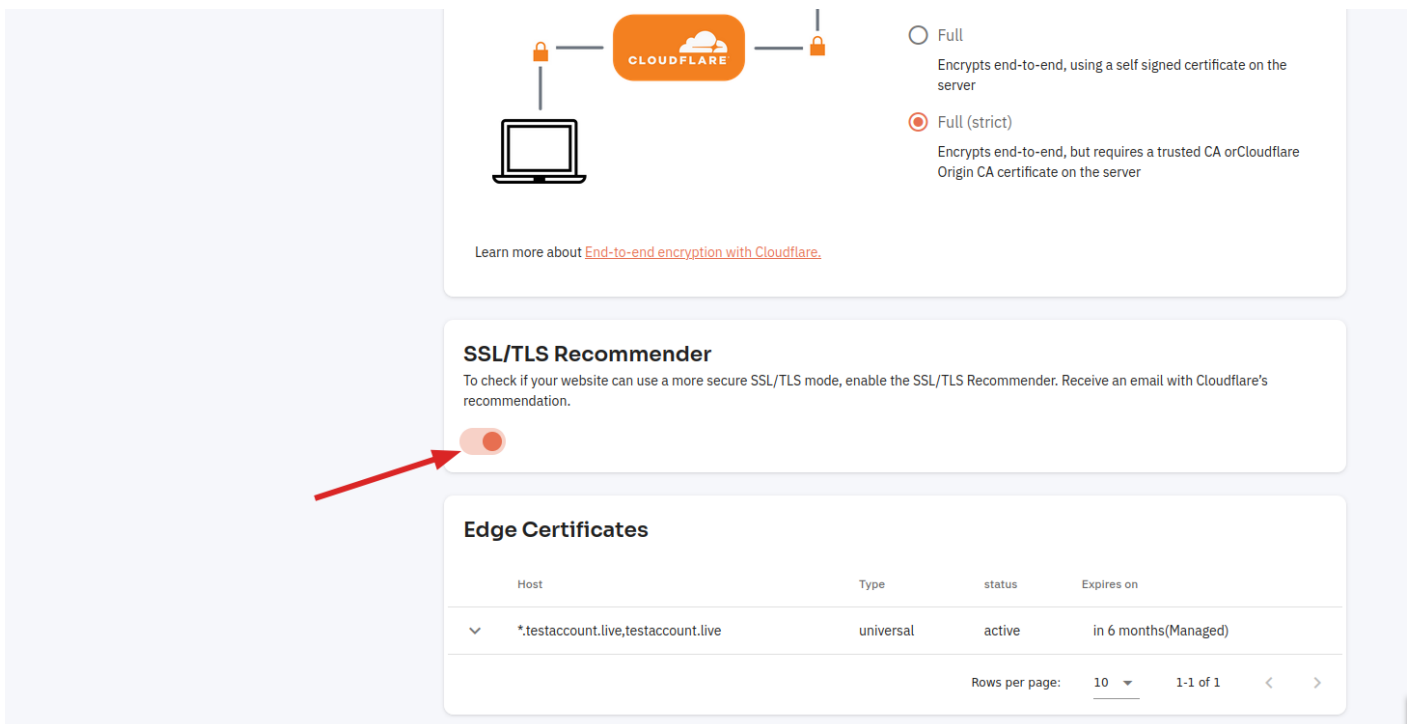 CLOUDFLARE
Full
Encrypts end-to-end, using a self signed certificate on the
server
Full (strict)
Encrypts end-to-end, but requires a trusted CA orCloudflare
Origin CA certificate on the server
Learn more about End-to-end encryption with Cloudflare.
SSL/TLS Recommender
To check if your website can use a more secure SSL/TLS mode, enable the SSL/TLS Recommender. Receive an email with Cloudflare’s
recommendation.
Edge Certificates
Host Type status Expires on
*.testaccount.live,testaccount.live universal active in 6 months(Managed)
Rows per page: 10 1-1 of 1